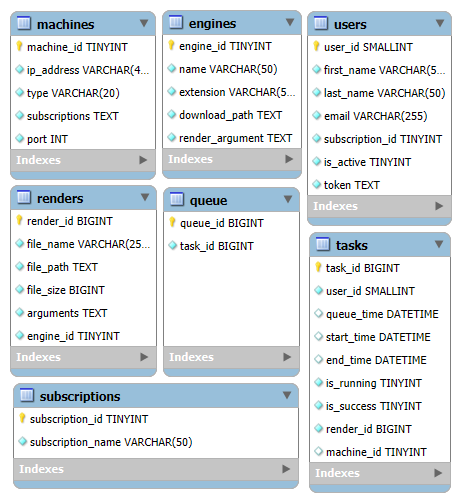 machines
machine_id TINYINT
ip_address VARCHAR(4...
type VARCHAR(20)
subscriptions TEXT
port INT
Indexes
engines
engine_id TINYINT
name VARCHAR(50)
extension VARCHAR(5...
download_path TEXT
render_argument TEXT
Indexes
users
user_id SMALLINT
first_name VARCHAR(5...
last_name VARCHAR(50)
email VARCHAR(255)
subscription_id TINYINT
is_active TINYINT
token TEXT
Indexes
renders
render_id BIGINT
file_name VARCHAR(25...
file_path TEXT
file_size BIGINT
arguments TEXT
engine_id TINYINT
Indexes
queue
queue_id BIGINT
task_id BIGINT
Indexes
tasks
task_id BIGINT
user_id SMALLINT
queue_time DATETIME
start_time DATETIME
end_time DATETIME
is_running TINYINT
is_success TINYINT
render_id BIGINT
machine_id TINYINT
Indexes
subscriptions
subscription_id TINYINT
subscription_name VARCHAR(50)
Indexes